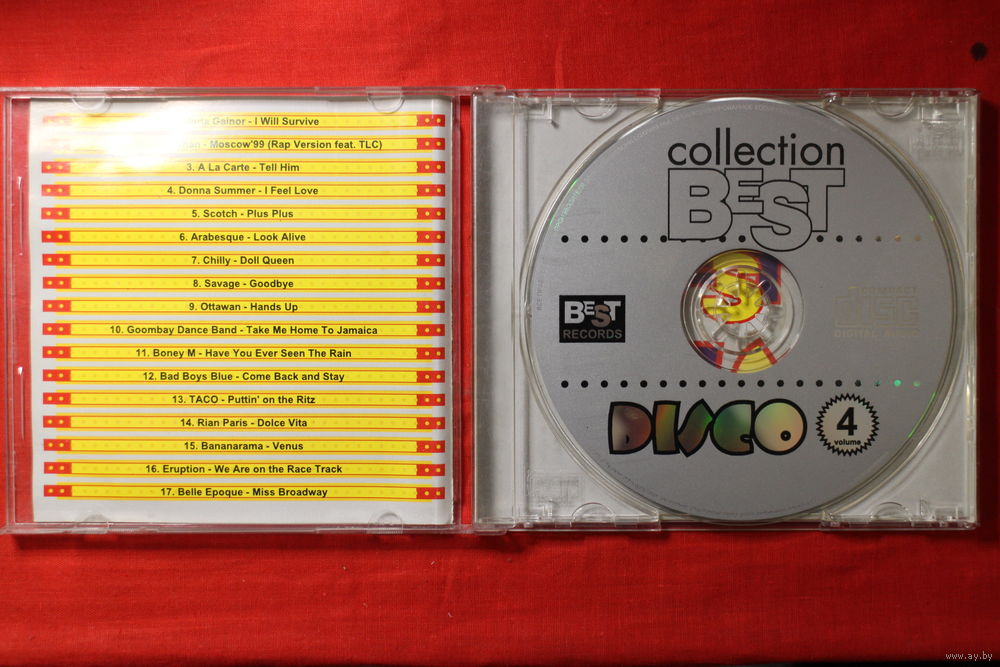 Gainor - I Will Survive
- Moscow'99 (Rap Version feat. TLC)
3. A La Carte - Tell Him
4. Donna Summer - I Feel Love
5. Scotch - Plus Plus
6. Arabesque - Look Alive
7. Chilly - Doll Queen
8. Savage - Goodbye
9. Ottawan - Hands Up
10. Goombay Dance Band - Take Me Home To Jamaica
11. Boney M - Have You Ever Seen The Rain
12. Bad Boys Blue - Come Back and Stay
13. TACO - Puttin' on the Ritz
14. Rian Paris - Dolce Vita
15. Bananarama - Venus
16. Eruption - We Are on the Race Track
17. Belle Epoque - Miss Broadway
collection
BEST
BEST
RECORDS
COMPACT
disc
DIGITAL AUDIO
DISCO
4
volume
www.ay.by